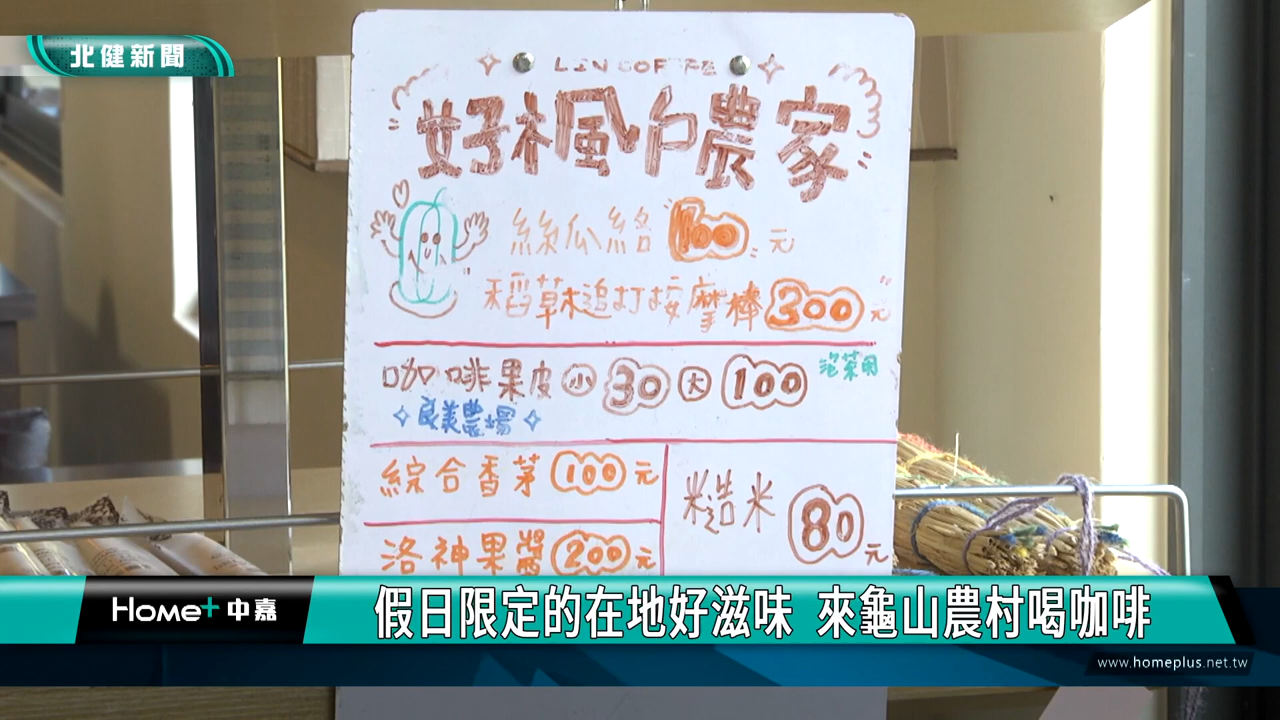 北健新聞
LIN COFFEE
好楓的農家
絲瓜絡 100 元
稻草槌打按摩棒 300 元
咖啡果皮 小 30 大 100 泡茶用
良美農場
綜合香茅 100 元
糙米 80 元
洛神果醬 200 元
Home+ 中嘉
假日限定的在地好滋味 來龜山農村喝咖啡
www.homeplus.net.tw